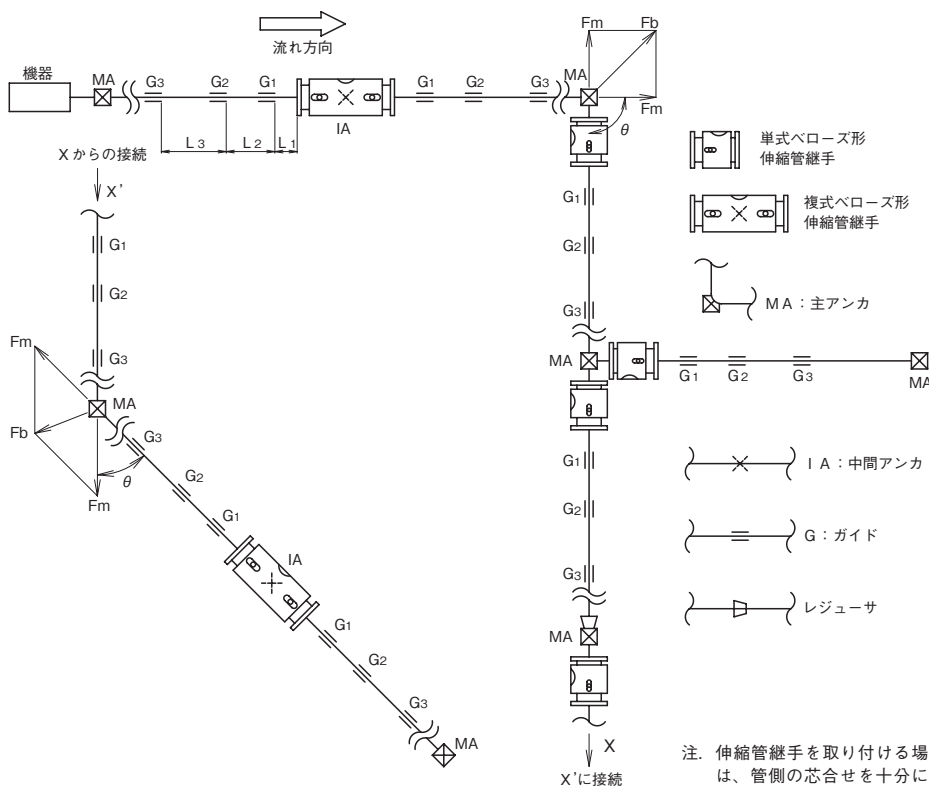 流れ方向
機器
MA
G3
G2
G1
IA
G1
G2
G3
MA
Fm
Fb
Fm
θ
L3
L2
L1
Xからの接続
X'
G1
G2
G3
Fm
MA
Fb
Fm
θ
G3
G2
G1
IA
G1
G2
G3
MA
G1
G2
G3
MA
G1
G2
G3
MA
G1
G2
G3
MA
X
X'に接続
単式ベローズ形
伸縮管継手
複式ベローズ形
伸縮管継手
MA：主アンカ
IA：中間アンカ
G：ガイド
レジューサ
注. 伸縮管継手を取り付ける場
は、管側の芯合せを十分に